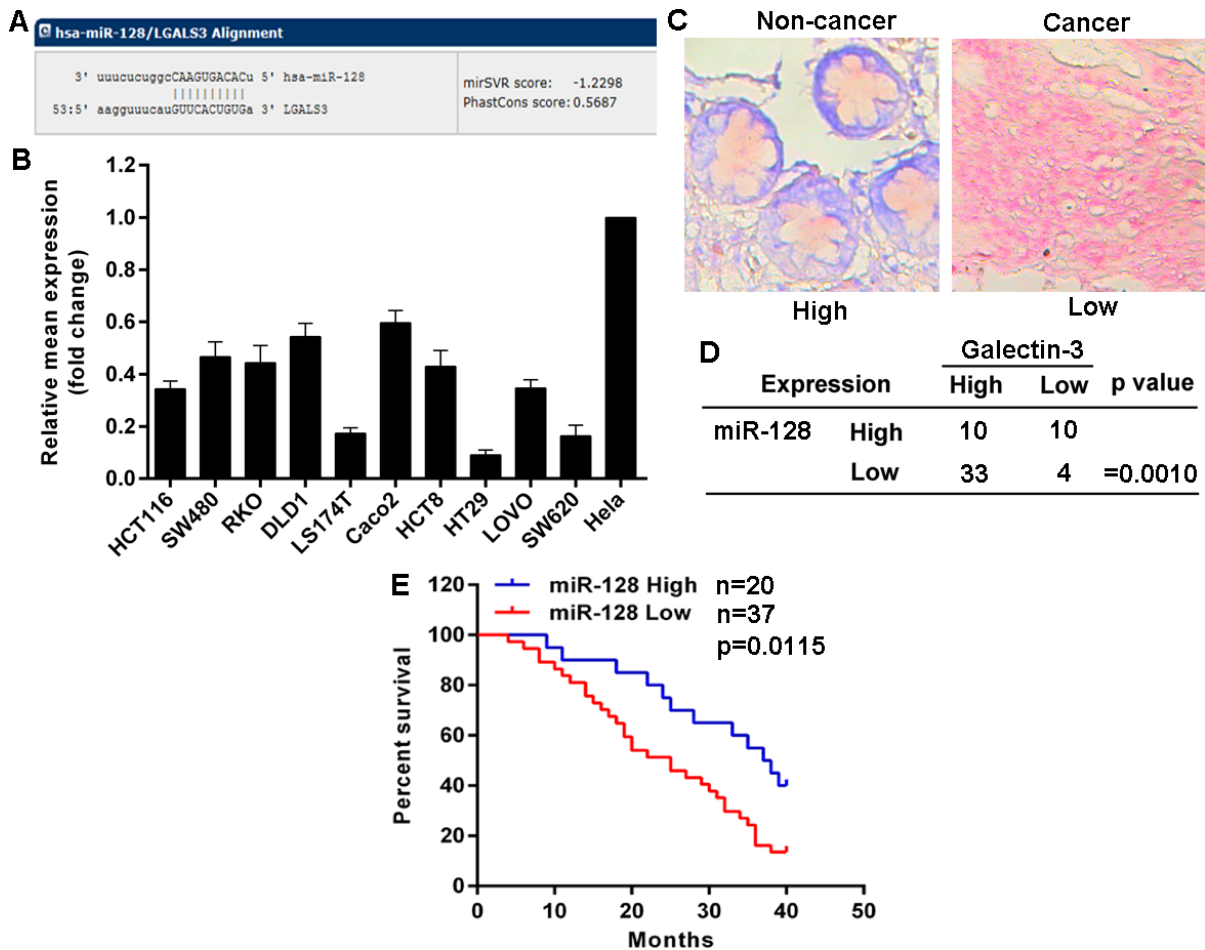 A
hsa-miR-128/LGALS3 Alignment
3' uuucucuggcCAAGUGACACu 5' hsa-miR-128
||||||||||
53:5' aagguuucauGUUCACUGUGa 3' LGALS3
mirSVR score: -1.2298
PhastCons score: 0.5687
B
Relative mean expression
(fold change)
1.2
1.0
0.8
0.6
0.4
0.2
0.0
HCT116
SW480
RKO
DLD1
LS174T
Caco2
HCT8
HT29
LOVO
SW620
Hela
C
Non-cancer
Cancer
High
Low
D
Galectin-3
Expression High Low p value
miR-128 High 10 10
Low 33 4 =0.0010
E
miR-128 High n=20
miR-128 Low n=37
p=0.0115
Percent survival
120
100
80
60
40
20
0
0 10 20 30 40 50
Months